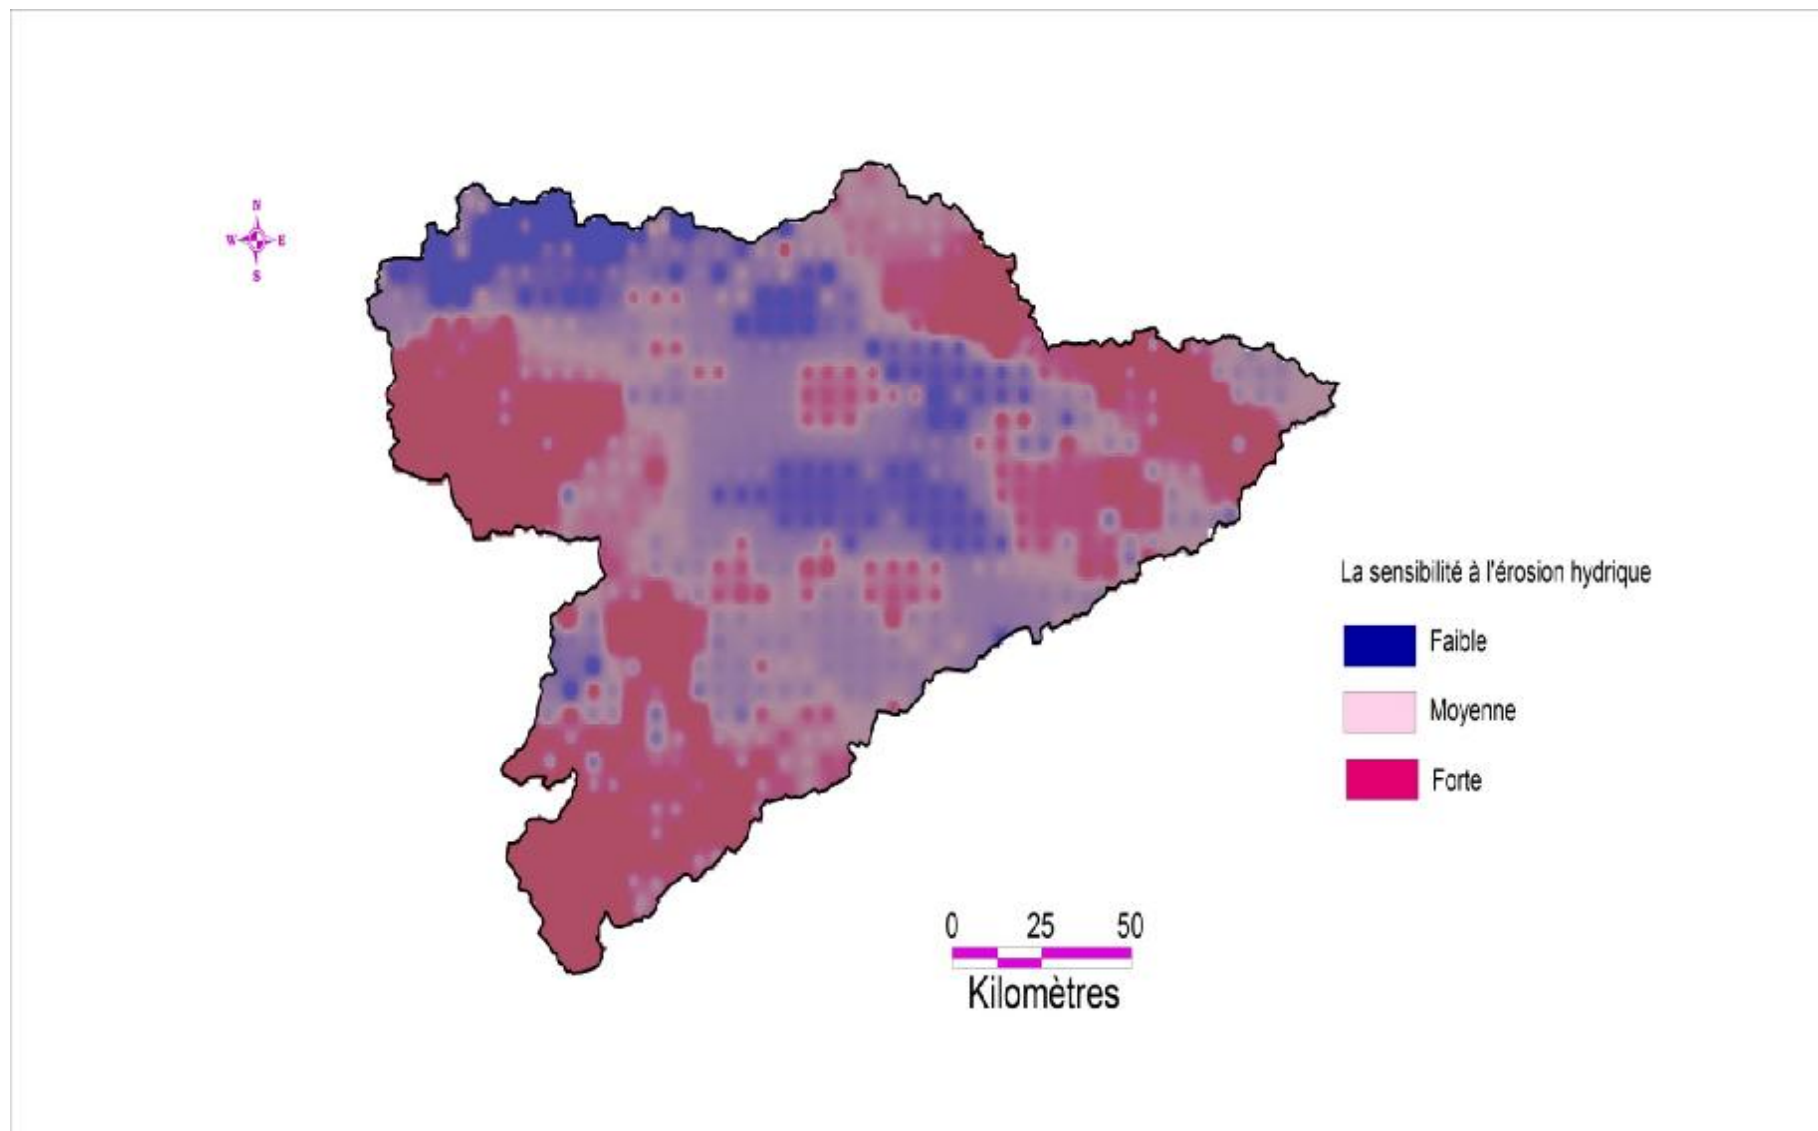 N
W E
S
La sensibilité à l'érosion hydrique
Faible
Moyenne
Forte
0 25 50
Kilomètres